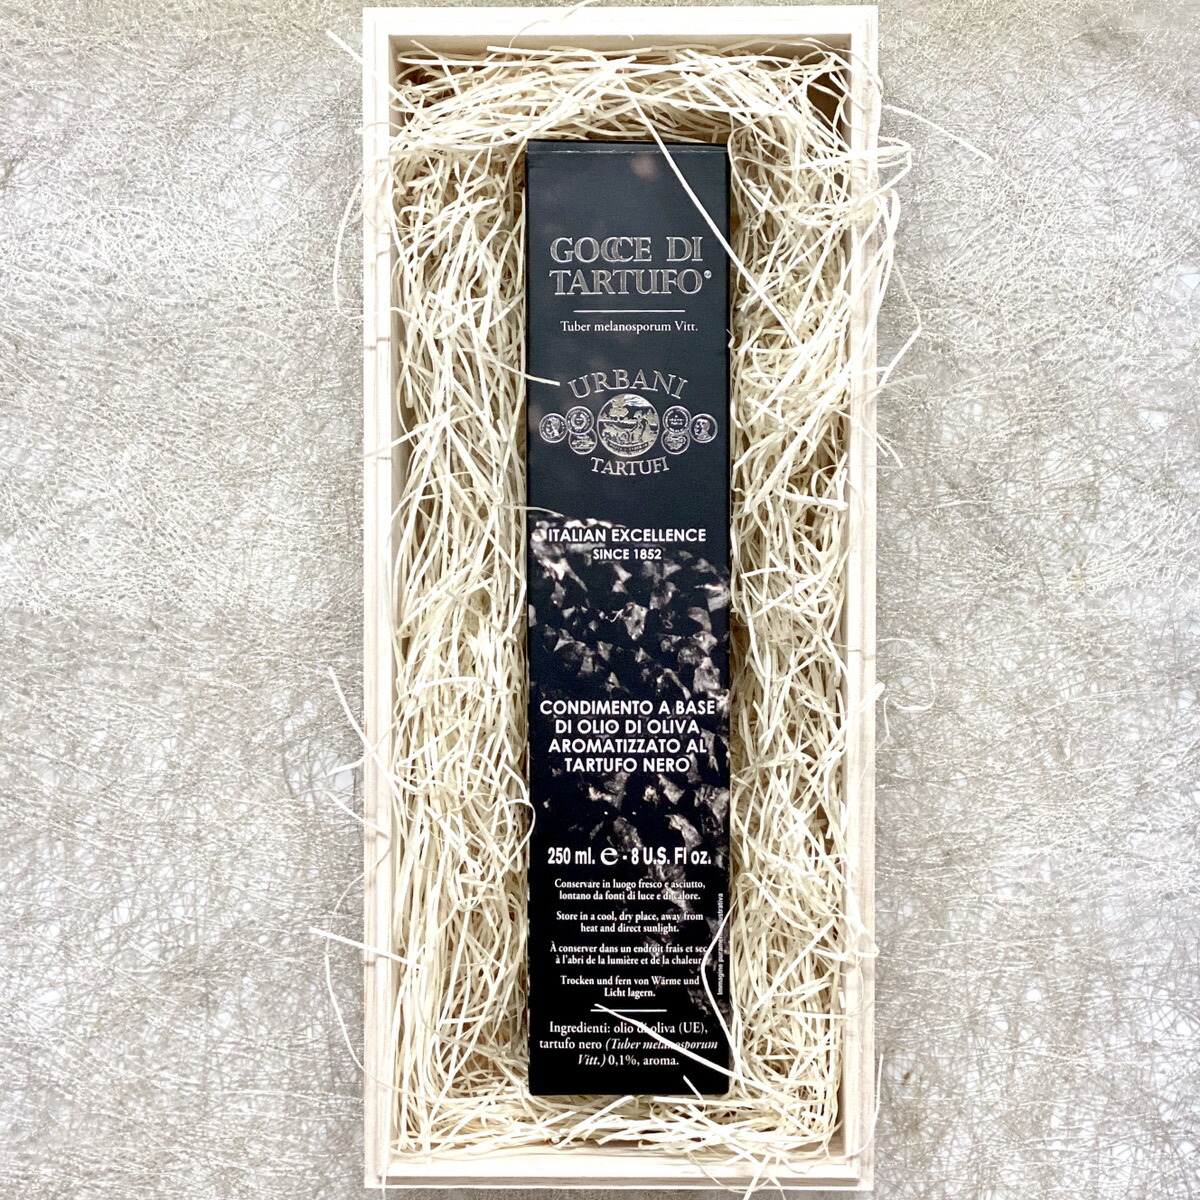 GOCCE DI
TARTUFO®
Tuber melanosporum Vitt.
URBANI
TARTUFI
ITALIAN EXCELLENCE
SINCE 1852
CONDIMENTO A BASE
DI OLIO DI OLIVA
AROMATIZZATO AL
TARTUFO NERO
250 ml. ℮ - 8 U.S. Fl oz.
Conservare in luogo fresco e asciutto,
lontano da fonti di luce e di calore.
Store in a cool, dry place, away from
heat and direct sunlight.
À conserver dans un endroit frais et sec
à l'abri de la lumière et de la chaleur
Trocken und fern von Wärme und
Licht lagern.
Immagine puramente illustrativa
Ingredienti: olio di oliva (UE),
tartufo nero (Tuber melanosporum
Vitt.) 0,1%, aroma.